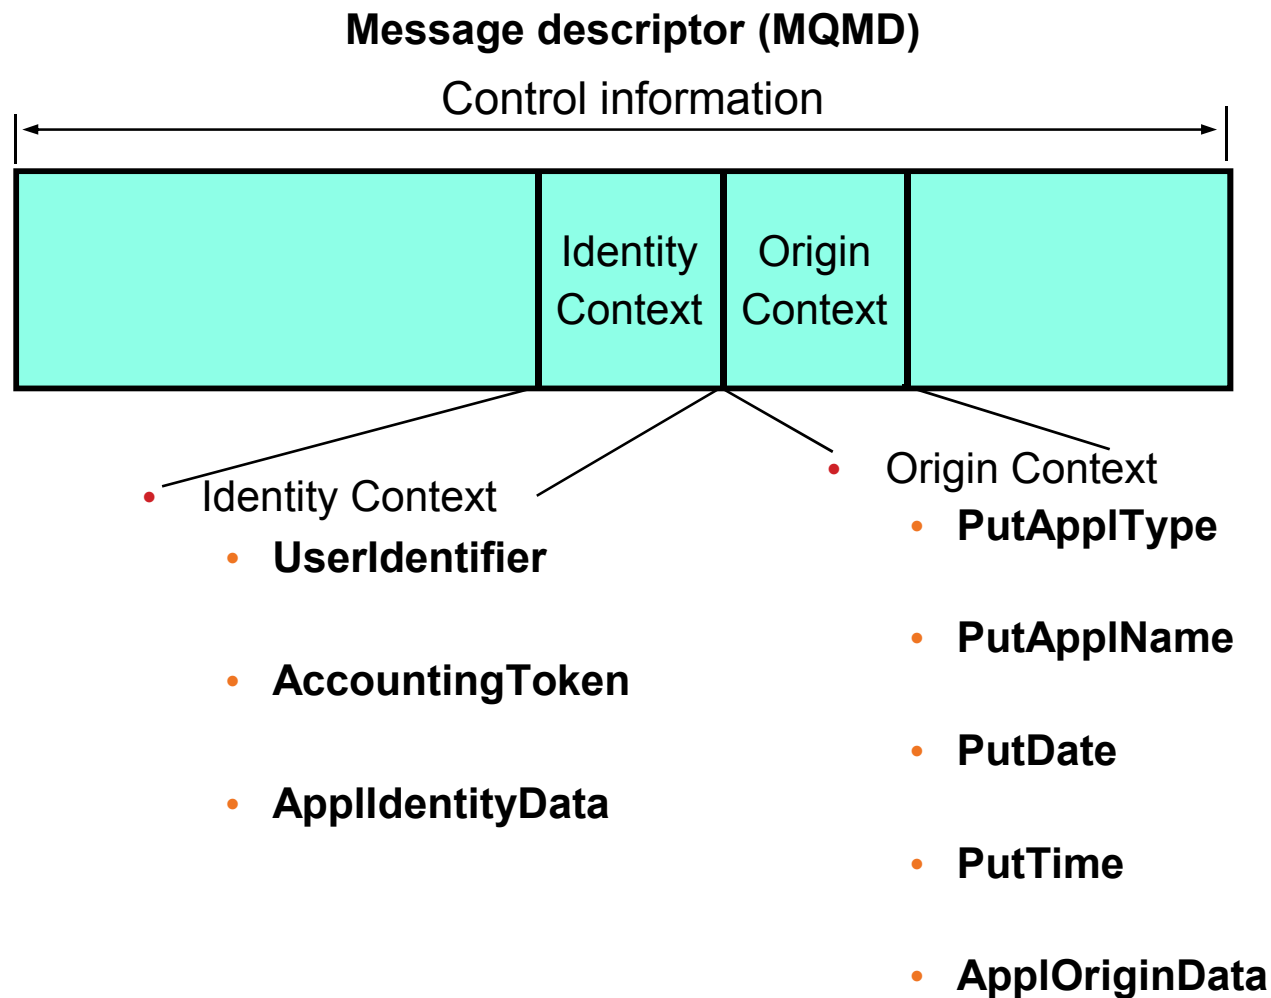 Message descriptor (MQMD)
Control information
Identity
Context
Origin
Context
• Identity Context
• UserIdentifier
• AccountingToken
• ApplIdentityData
• Origin Context
• PutApplType
• PutApplName
• PutDate
• PutTime
• ApplOriginData